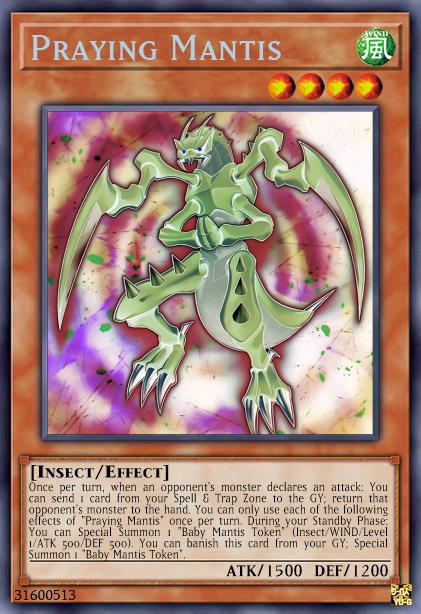 Praying Mantis
WIND
風
[Insect/Effect]
Once per turn, when an opponent's monster declares an attack: You
can send 1 card from your Spell & Trap Zone to the GY; return that
opponent's monster to the hand. You can only use each of the following
effects of "Praying Mantis" once per turn. During your Standby Phase:
You can Special Summon 1 "Baby Mantis Token" (Insect/WIND/Level
1/ATK 500/DEF 500). You can banish this card from your GY; Special
Summon 1 "Baby Mantis Token".
ATK/1500 DEF/1200
31600513